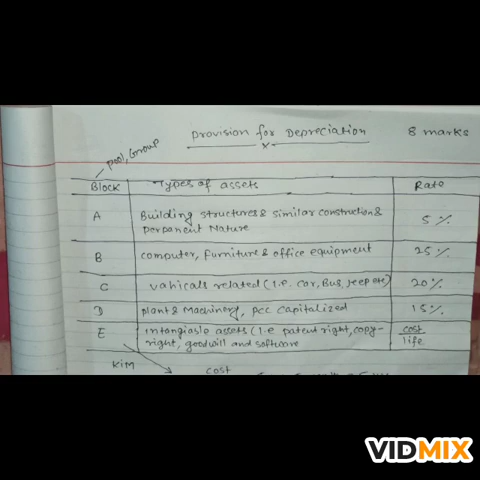 Provision for Depreciation 8 marks
x
Pool, Group
Block Types of assets Rate
A Building structures & similar construction & 5%
Perpanent Nature
B computer, Furniture & office equipment 25%
C vahicals related (I.e. car, Bus, Jeep etc) 20%
D plant & Machinery, pcc capitalized 15%
E Intangiable assets (I.e patent right, copy- cost
right, goodwill and software life
KIM cost
VIDMIX